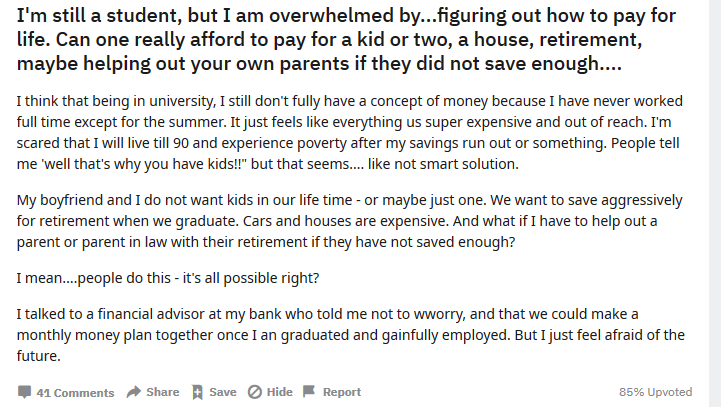 I'm still a student, but I am overwhelmed by...figuring out how to pay for
life. Can one really afford to pay for a kid or two, a house, retirement,
maybe helping out your own parents if they did not save enough....
I think that being in university, I still don't fully have a concept of money because I have never worked
full time except for the summer. It just feels like everything us super expensive and out of reach. I'm
scared that I will live till 90 and experience poverty after my savings run out or something. People tell
me 'well that's why you have kids!!" but that seems.... like not smart solution.
My boyfriend and I do not want kids in our life time - or maybe just one. We want to save aggressively
for retirement when we graduate. Cars and houses are expensive. And what if I have to help out a
parent or parent in law with their retirement if they have not saved enough?
I mean....people do this - it's all possible right?
I talked to a financial advisor at my bank who told me not to wworry, and that we could make a
monthly money plan together once I an graduated and gainfully employed. But I just feel afraid of the
future.
41 Comments Share Save Hide Report 85% Upvoted